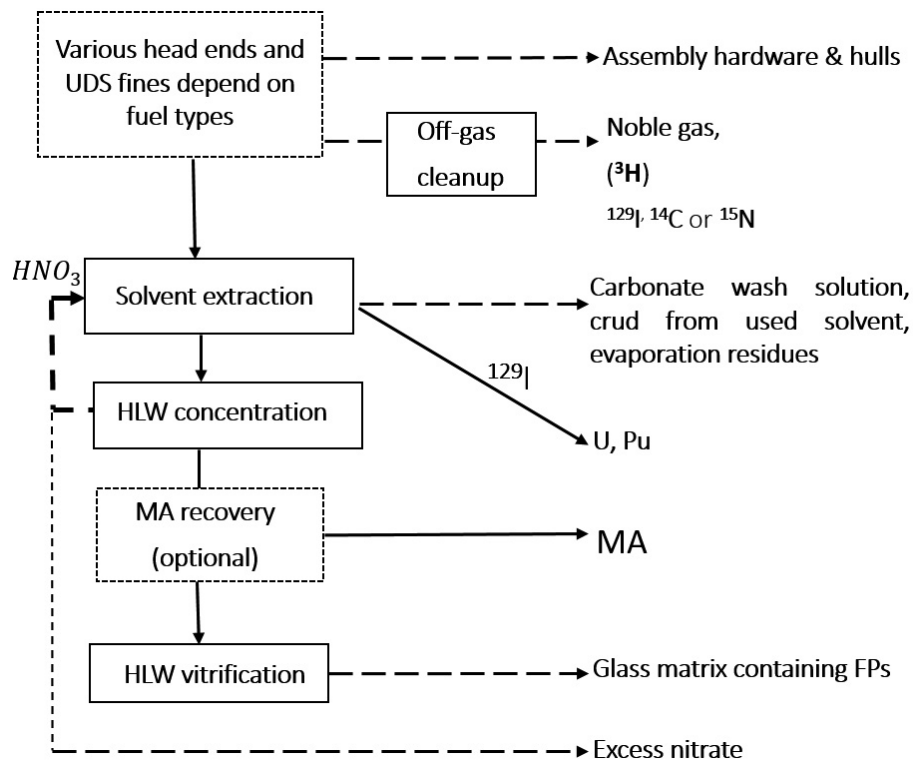 Various head ends and
UDS fines depend on
fuel types
Assembly hardware & hulls
Off-gas
cleanup
Noble gas,
(³H)
¹²⁹I, ¹⁴C or ¹⁵N
HNO₃
Solvent extraction
Carbonate wash solution,
crud from used solvent,
evaporation residues
¹²⁹I
HLW concentration
U, Pu
MA recovery
(optional)
MA
HLW vitrification
Glass matrix containing FPs
Excess nitrate